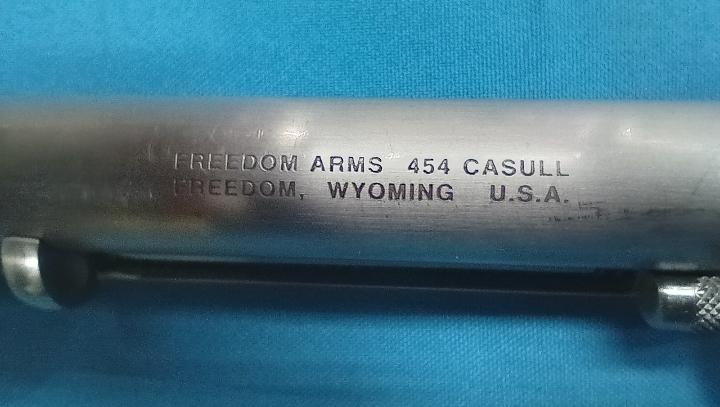 FREEDOM ARMS 454 CASULL
FREEDOM, WYOMING U.S.A.